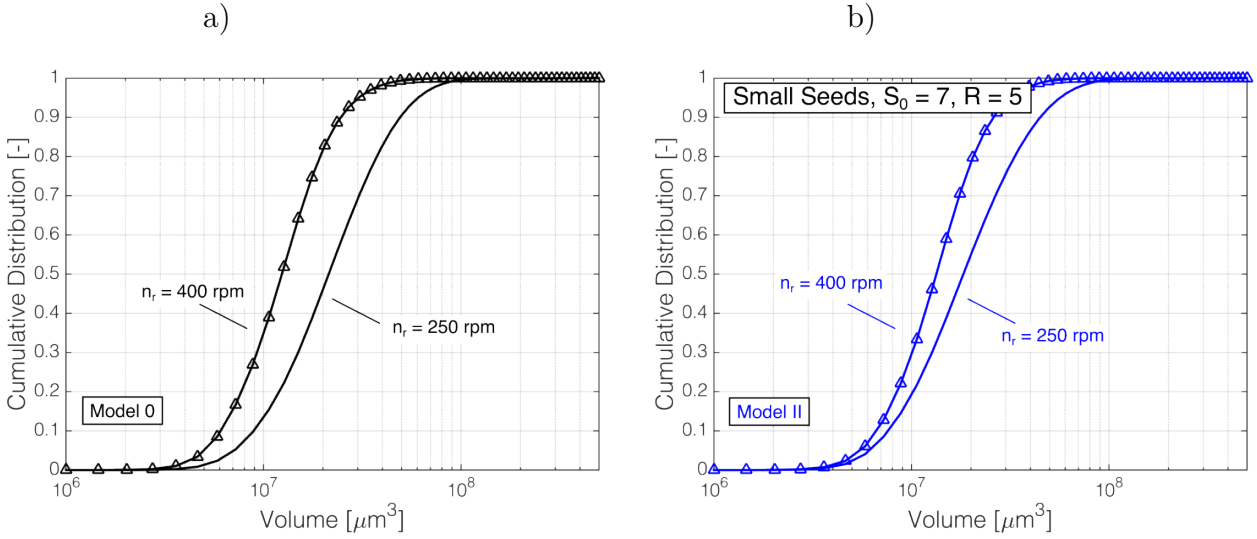 a)
1
0.9
0.8
0.7
0.6
0.5
0.4
0.3
0.2
0.1
0
Cumulative Distribution [-]
n_r = 400 rpm
n_r = 250 rpm
Model 0
10^6
10^7
10^8
Volume [μm^3]
b)
1
0.9
0.8
0.7
0.6
0.5
0.4
0.3
0.2
0.1
0
Cumulative Distribution [-]
Small Seeds, S_0 = 7, R = 5
n_r = 400 rpm
n_r = 250 rpm
Model II
10^6
10^7
10^8
Volume [μm^3]